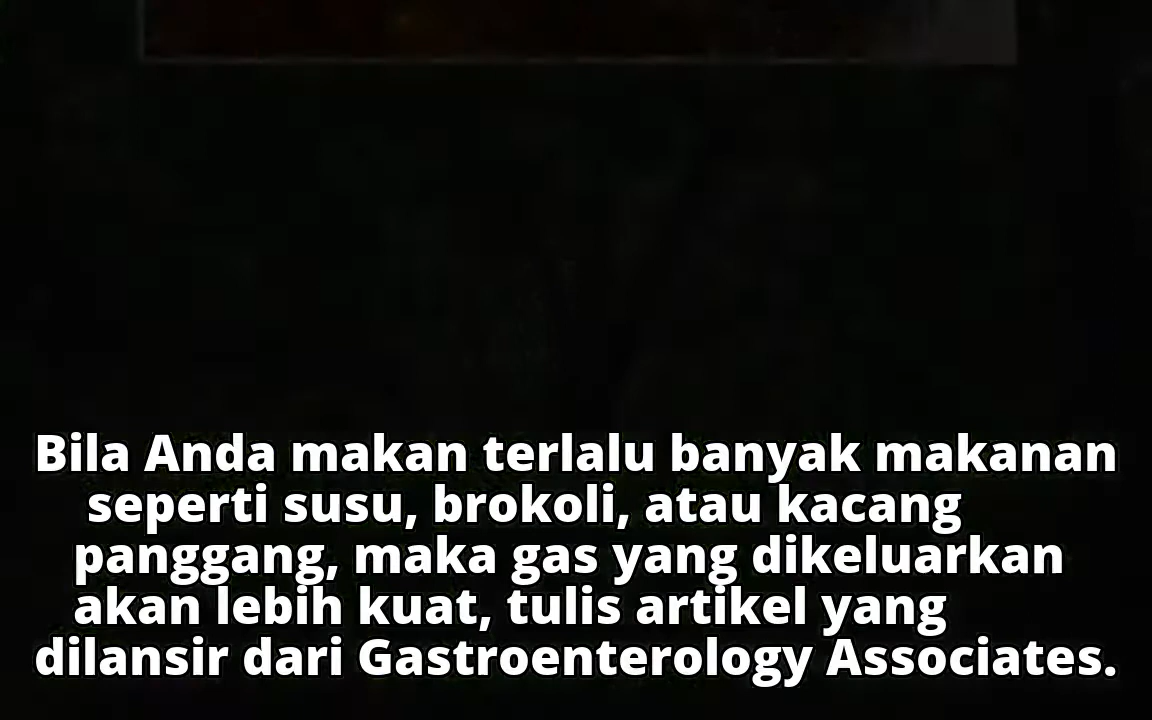 Bila Anda makan terlalu banyak makanan
seperti susu, brokoli, atau kacang
panggang, maka gas yang dikeluarkan
akan lebih kuat, tulis artikel yang
dilansir dari Gastroenterology Associates.